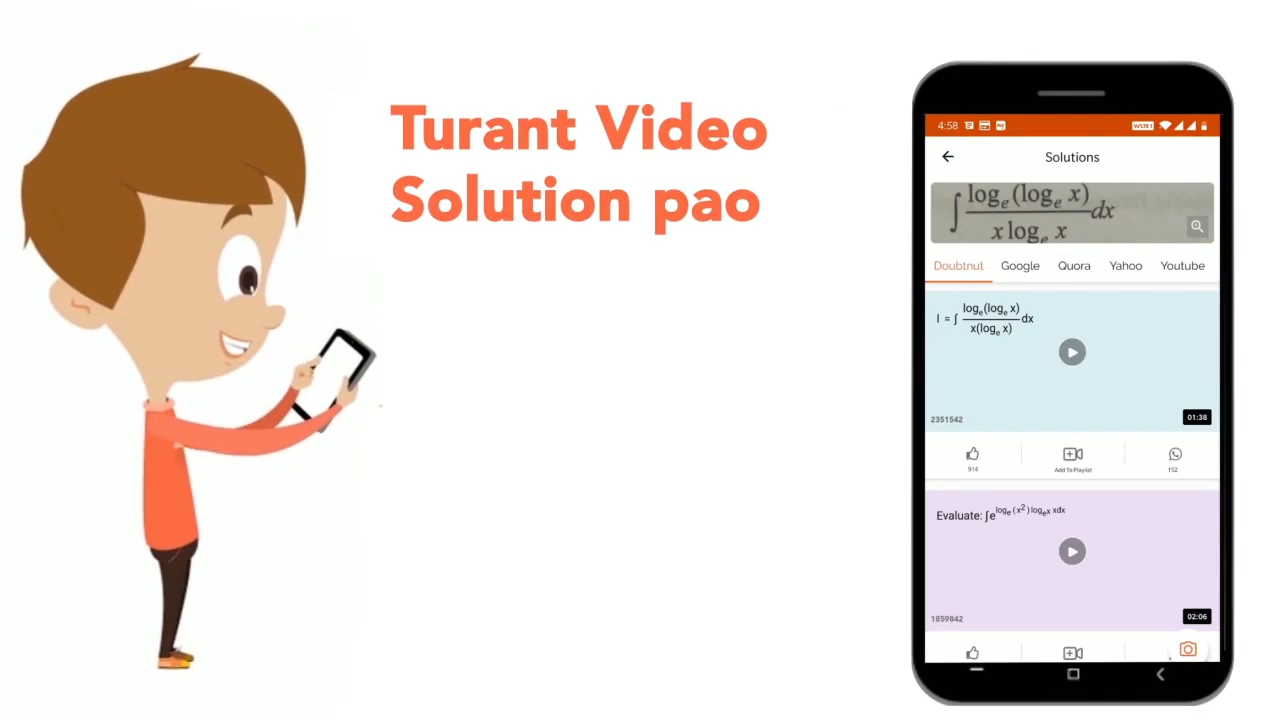 Turant Video
Solution pao
4:58
VoLTE1
Solutions
∫ logₑ(logₑ x) / x logₑ x dx
Doubtnut Google Quora Yahoo Youtube
I = ∫ logₑ(logₑ x) / x(logₑ x) dx
2351542 01:38
914 Add To Playlist 152
Evaluate: ∫e^logₑ(x²)logₑx xdx
1859842 02:06